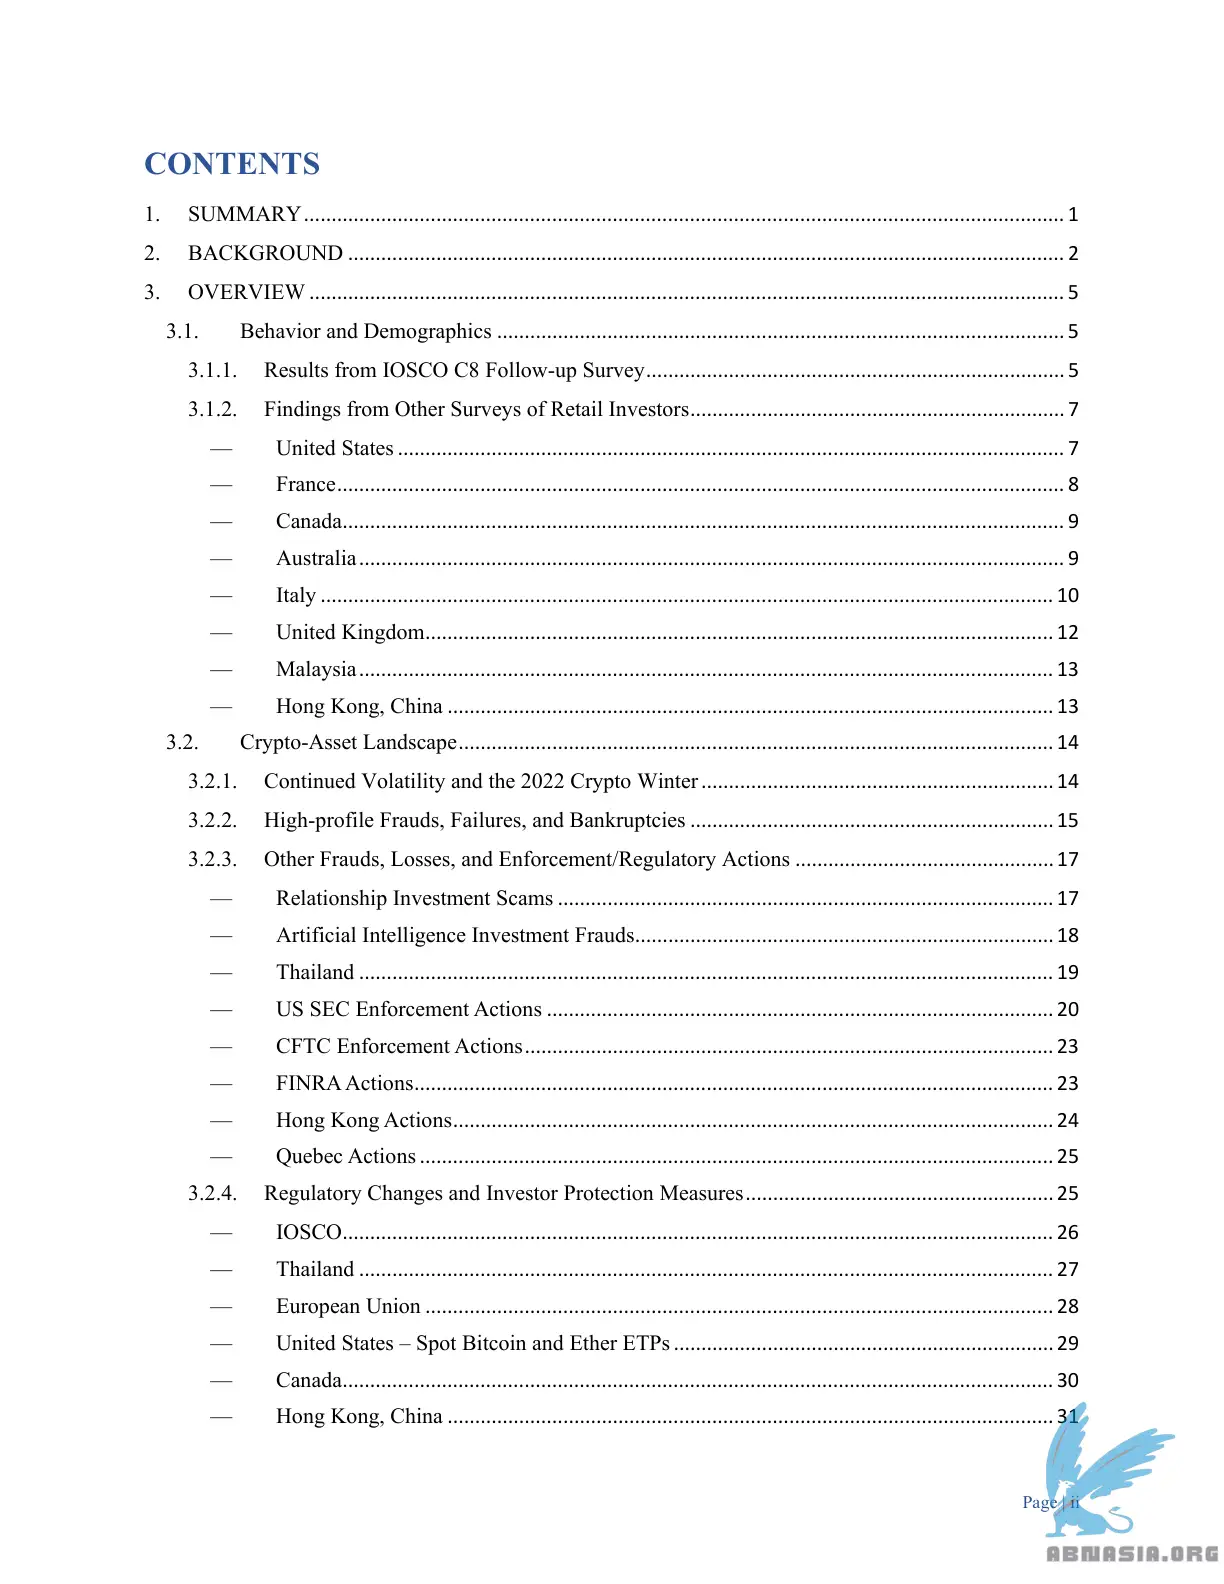 CONTENTS
1. SUMMARY ........ 1
2. BACKGROUND ........ 2
3. OVERVIEW ........ 5
3.1. Behavior and Demographics ........ 5
3.1.1. Results from IOSCO C8 Follow-up Survey ........ 5
3.1.2. Findings from Other Surveys of Retail Investors ........ 7
— United States ........ 7
— France ........ 8
— Canada ........ 9
— Australia ........ 9
— Italy ........ 10
— United Kingdom ........ 12
— Malaysia ........ 13
— Hong Kong, China ........ 13
3.2. Crypto-Asset Landscape ........ 14
3.2.1. Continued Volatility and the 2022 Crypto Winter ........ 14
3.2.2. High-profile Frauds, Failures, and Bankruptcies ........ 15
3.2.3. Other Frauds, Losses, and Enforcement/Regulatory Actions ........ 17
— Relationship Investment Scams ........ 17
— Artificial Intelligence Investment Frauds ........ 18
— Thailand ........ 19
— US SEC Enforcement Actions ........ 20
— CFTC Enforcement Actions ........ 23
— FINRA Actions ........ 23
— Hong Kong Actions ........ 24
— Quebec Actions ........ 25
3.2.4. Regulatory Changes and Investor Protection Measures ........ 25
— IOSCO ........ 26
— Thailand ........ 27
— European Union ........ 28
— United States – Spot Bitcoin and Ether ETPs ........ 29
— Canada ........ 30
— Hong Kong, China ........ 31
Page | ii
ABNASIA.ORG